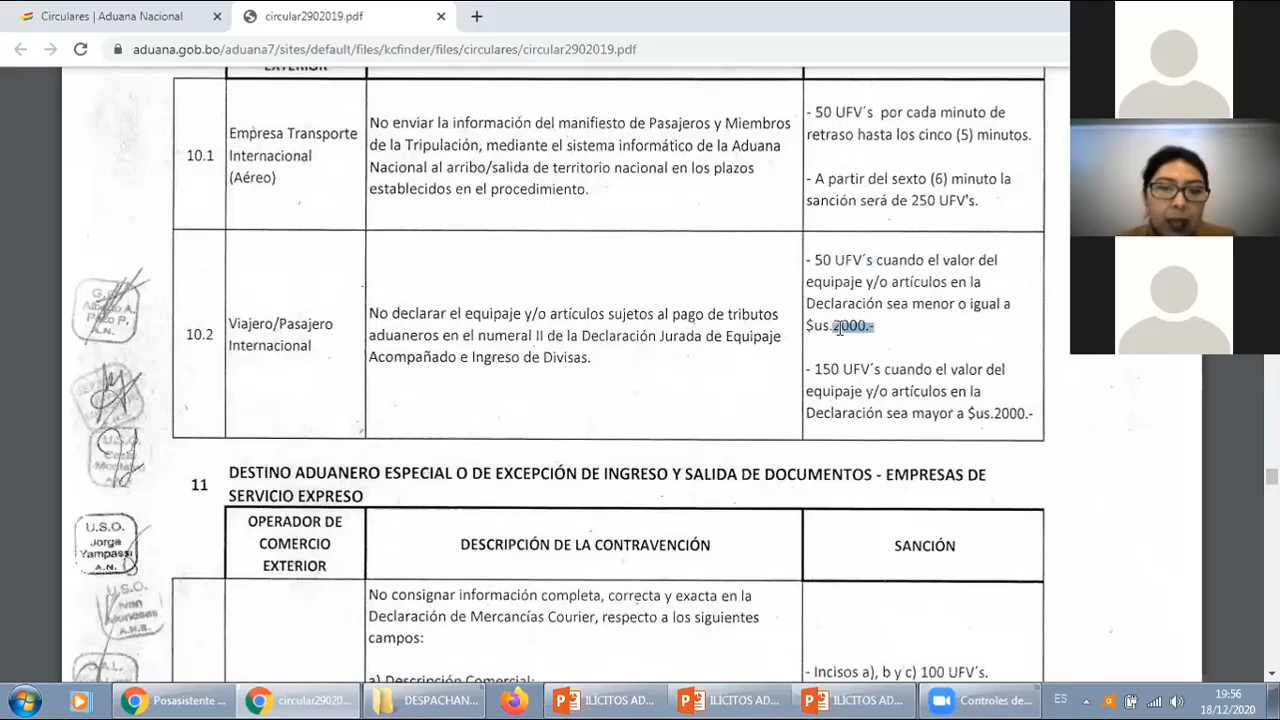 Circulares | Aduana Nacional
circular2902019.pdf
aduana.gob.bo/aduana7/sites/default/files/kcfinder/files/circulares/circular2902019.pdf
EXTERIOR
10.1
Empresa Transporte
Internacional
(Aéreo)
No enviar la información del manifiesto de Pasajeros y Miembros
de la Tripulación, mediante el sistema informático de la Aduana
Nacional al arribo/salida de territorio nacional en los plazos
establecidos en el procedimiento.
- 50 UFV´s por cada minuto de
retraso hasta los cinco (5) minutos.
- A partir del sexto (6) minuto la
sanción será de 250 UFV's.
10.2
Viajero/Pasajero
Internacional
No declarar el equipaje y/o artículos sujetos al pago de tributos
aduaneros en el numeral II de la Declaración Jurada de Equipaje
Acompañado e Ingreso de Divisas.
- 50 UFV´s cuando el valor del
equipaje y/o artículos en la
Declaración sea menor o igual a
$us.2000.-
- 150 UFV´s cuando el valor del
equipaje y/o artículos en la
Declaración sea mayor a $us.2000.-
11
DESTINO ADUANERO ESPECIAL O DE EXCEPCIÓN DE INGRESO Y SALIDA DE DOCUMENTOS - EMPRESAS DE
SERVICIO EXPRESO
OPERADOR DE
COMERCIO
EXTERIOR
DESCRIPCIÓN DE LA CONTRAVENCIÓN
SANCIÓN
No consignar información completa, correcta y exacta en la
Declaración de Mercancías Courier, respecto a los siguientes
campos:
a) Descripción Comercial;
- Incisos a), b y c) 100 UFV´s.
U.S.O.
Jorge
Yampassi
A.N.
U.S.O.
Ivan
Posasistente ...
circular29020...
DESPACHAN...
ILÍCITOS AD...
ILÍCITOS AD...
ILÍCITOS AD...
Controles de...
ES
19:56
18/12/2020